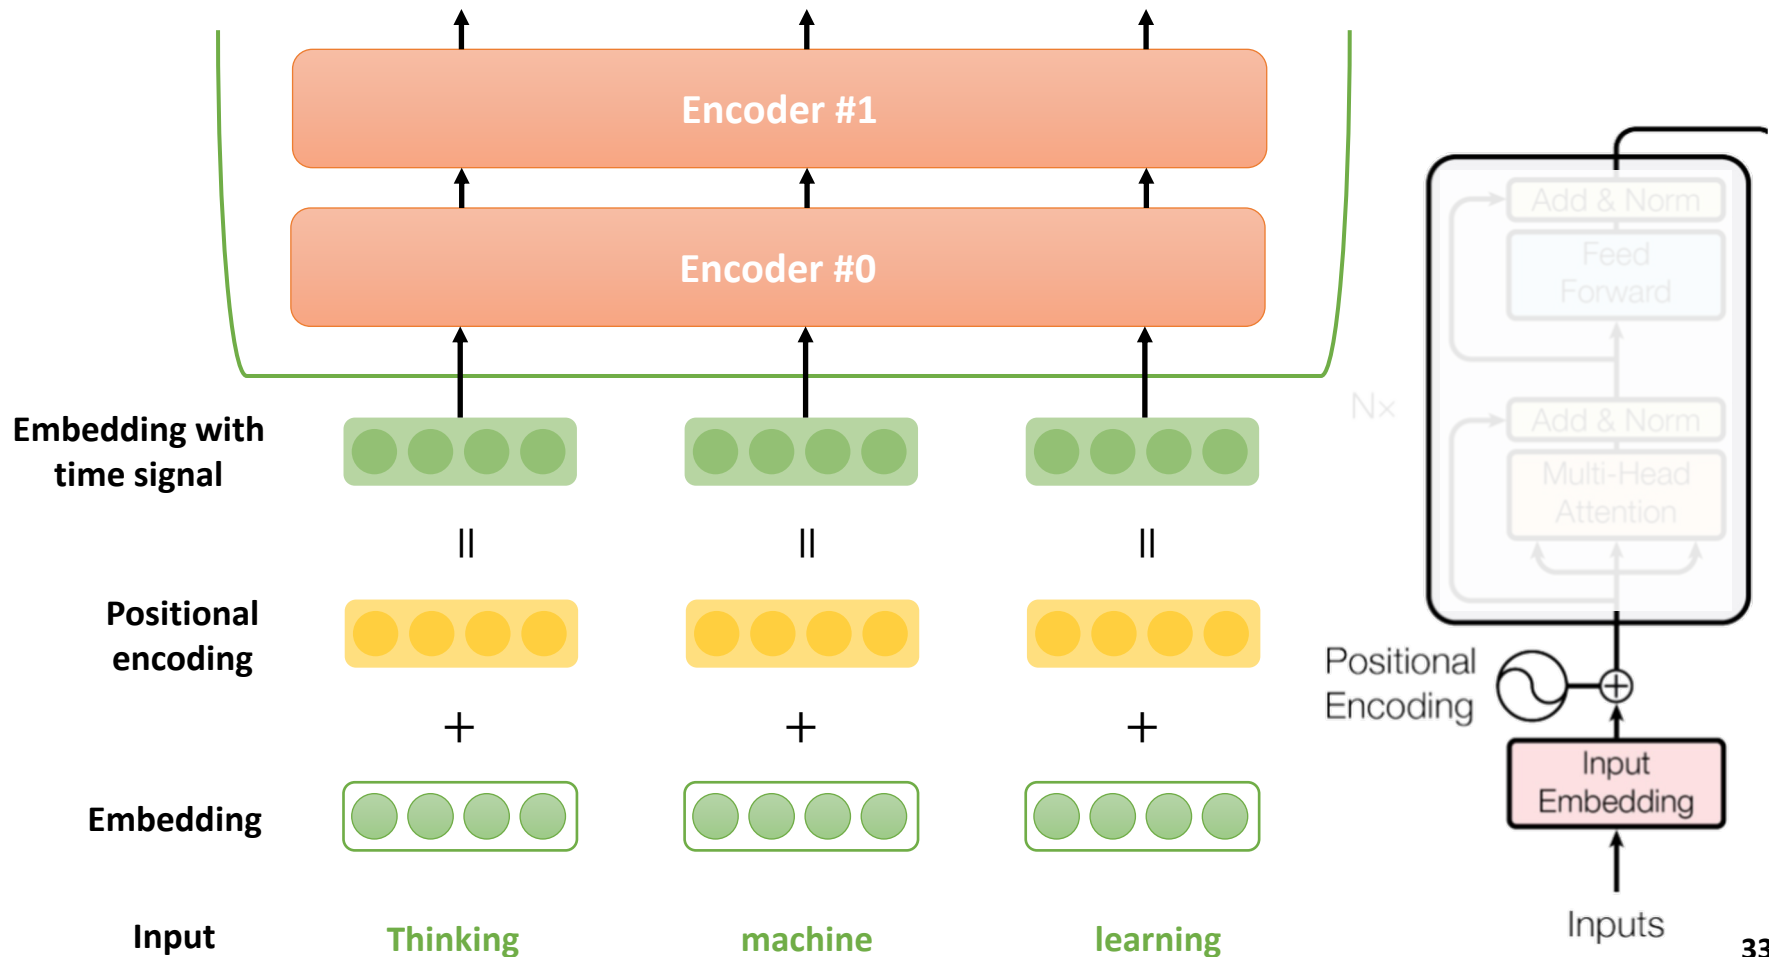 Encoder #1
Encoder #0
Embedding with
time signal
Positional
encoding
+
+
+
Embedding
Input
Thinking
machine
learning
Add & Norm
Feed
Forward
N×
Add & Norm
Multi-Head
Attention
Positional
Encoding
Input
Embedding
Inputs
33